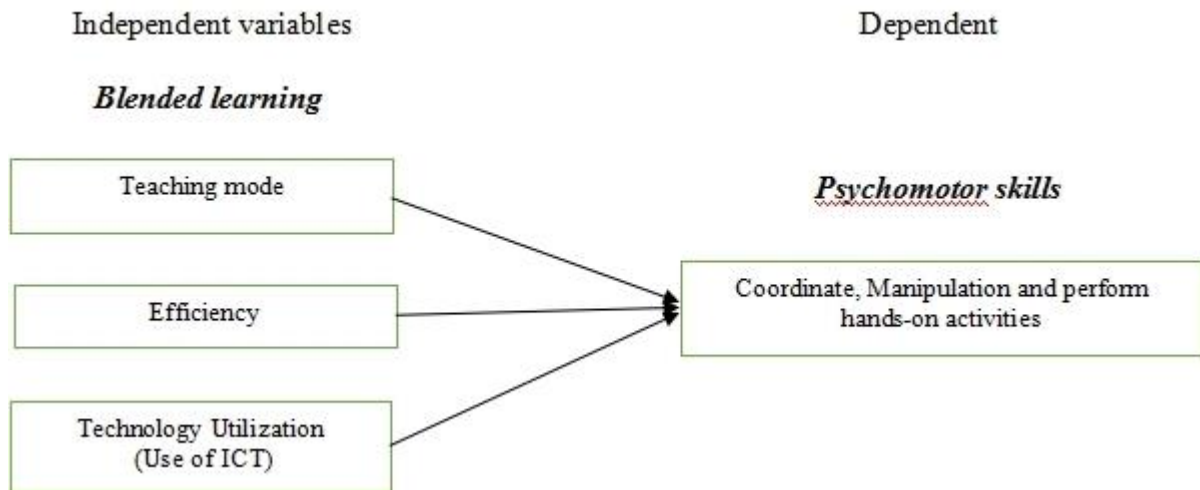 Independent variables
Dependent
Blended learning
Teaching mode
Psychomotor skills
Efficiency
Coordinate, Manipulation and perform
hands-on activities
Technology Utilization
(Use of ICT)